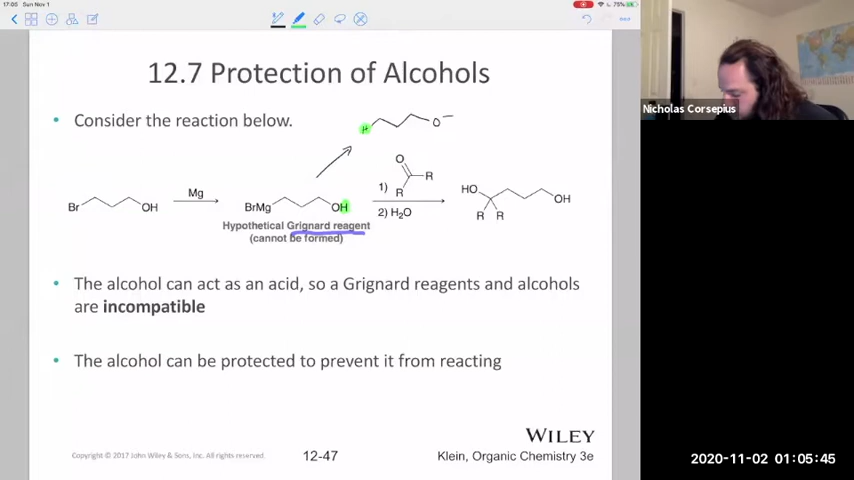 17:05 Sun Nov 1
75%
12.7 Protection of Alcohols
• Consider the reaction below.
H O −
Br OH
Mg
BrMg OH
1) O R R
2) H₂O
HO R R OH
Hypothetical Grignard reagent
(cannot be formed)
• The alcohol can act as an acid, so a Grignard reagents and alcohols
are incompatible
• The alcohol can be protected to prevent it from reacting
WILEY
Copyright © 2017 John Wiley & Sons, Inc. All rights reserved.
12-47
Klein, Organic Chemistry 3e
Nicholas Corsepius
2020-11-02 01:05:45